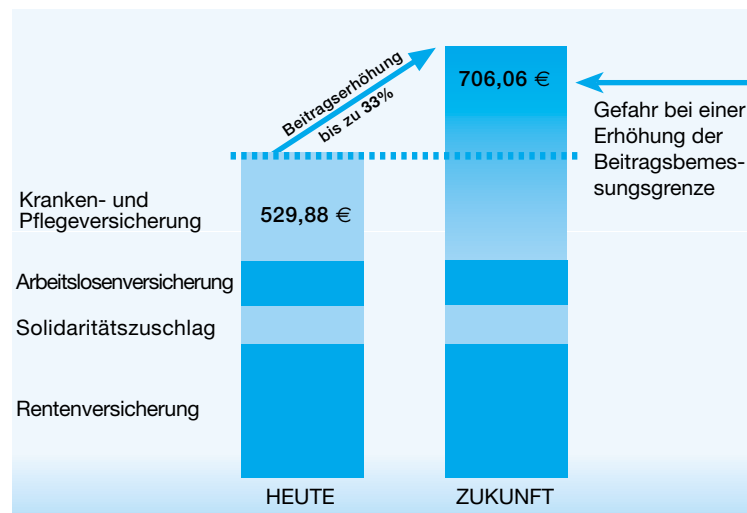 Beitragserhöhung
bis zu 33%
706,06 €
Gefahr bei einer
Erhöhung der
Beitragsbemes-
sungsgrenze
Kranken- und
Pflegeversicherung
529,88 €
Arbeitslosenversicherung
Solidaritätszuschlag
Rentenversicherung
HEUTE
ZUKUNFT